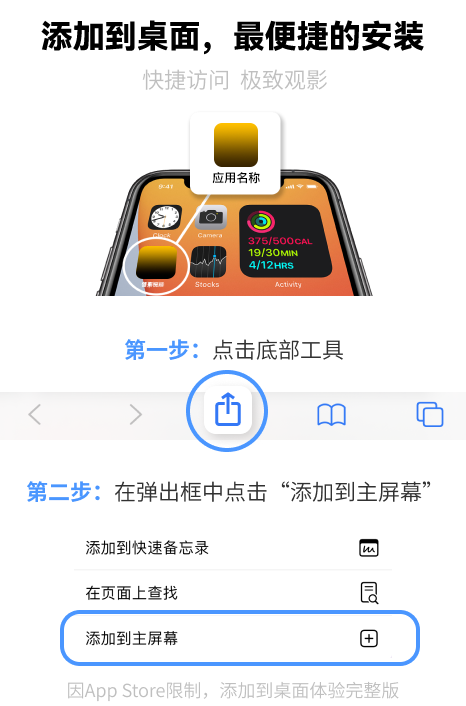 添加到桌面，最便捷的安装
快捷访问 极致观影
应用名称
9:41
Clock
Camera
375/500CAL
19/30MIN
4/12HRS
Stocks
Activity
第一步：点击底部工具
第二步：在弹出框中点击“添加到主屏幕”
添加到快速备忘录
在页面上查找
添加到主屏幕
因App Store限制，添加到桌面体验完整版